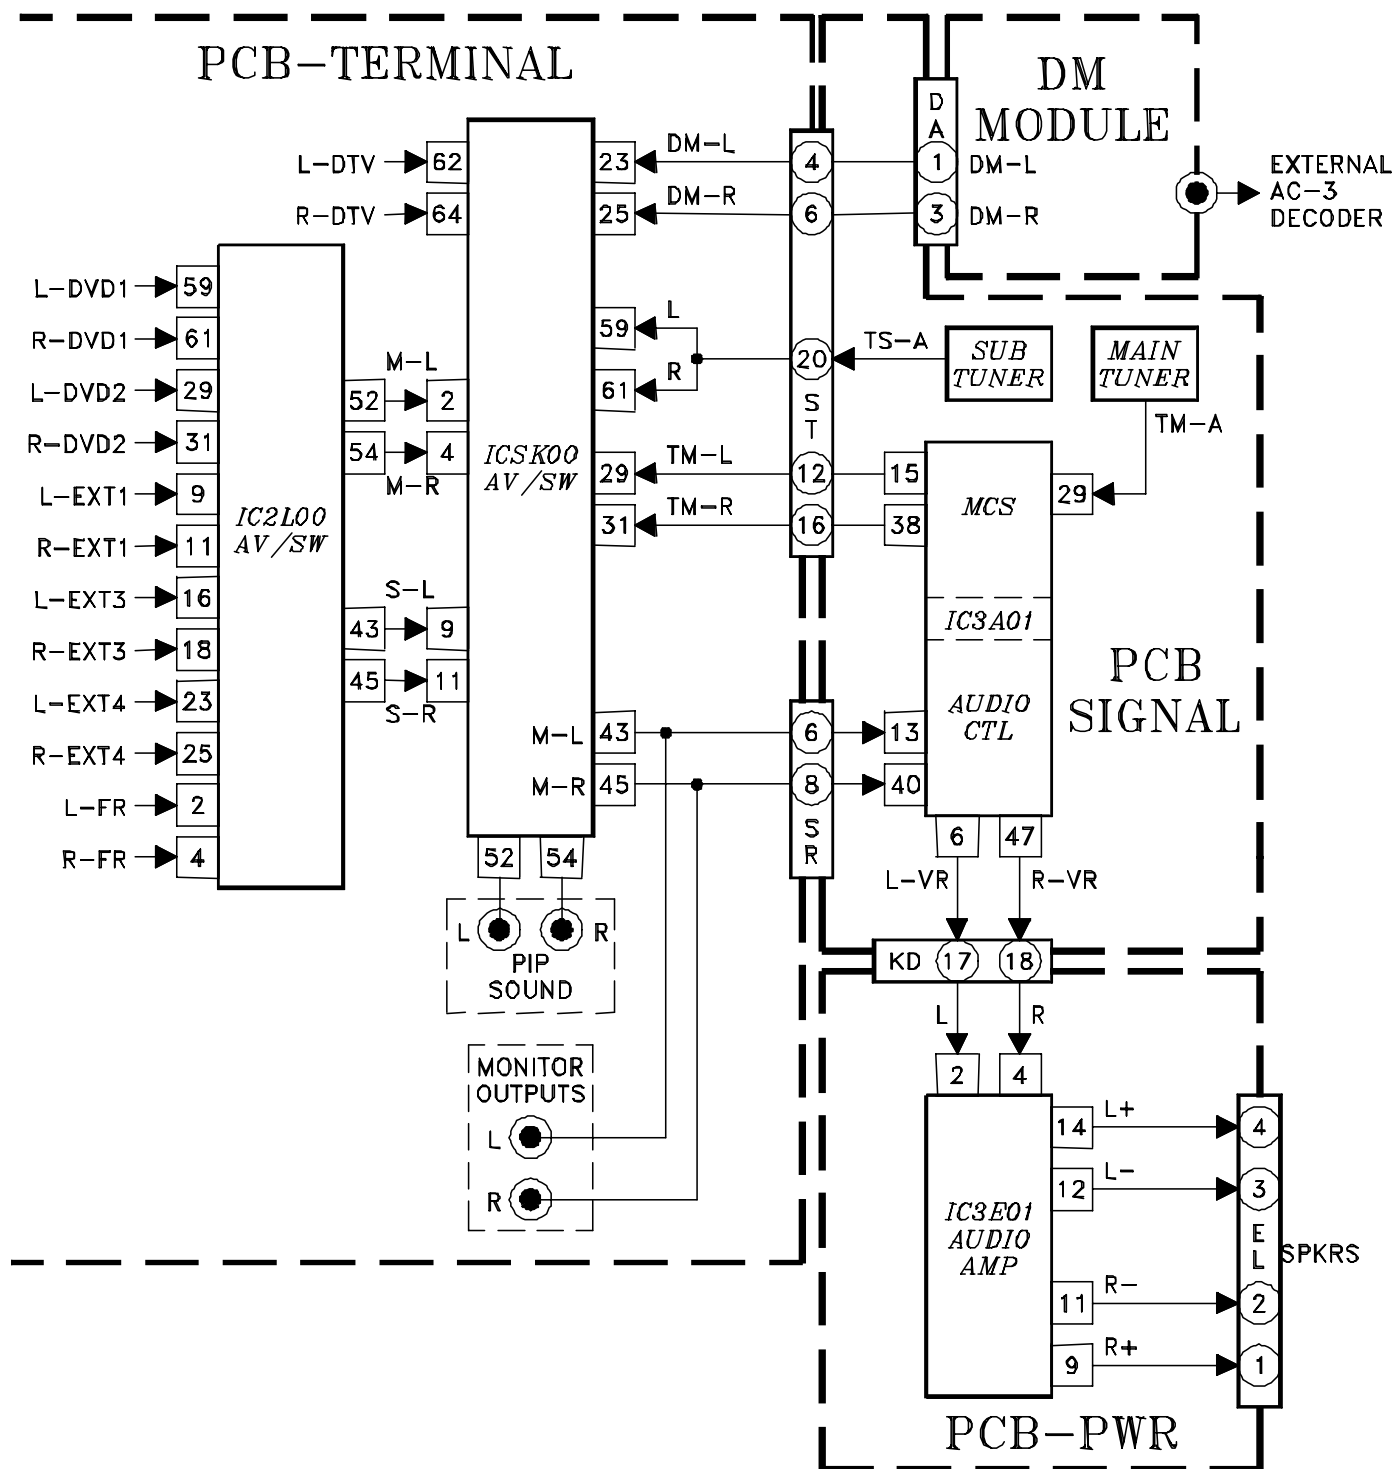 PCB-TERMINAL
DM
MODULE
D
A
L-DTV
62
23
DM-L
4
1
DM-L
R-DTV
64
25
DM-R
6
3
DM-R
EXTERNAL
AC-3
DECODER
L-DVD1
59
R-DVD1
61
L-DVD2
29
R-DVD2
31
L-EXT1
9
R-EXT1
11
L-EXT3
16
R-EXT3
18
L-EXT4
23
R-EXT4
25
L-FR
2
R-FR
4
IC2L00
AV/SW
M-L
52
2
54
4
M-R
S-L
43
9
45
11
S-R
ICSK00
AV/SW
59
L
61
R
20
TS-A
SUB
TUNER
MAIN
TUNER
TM-A
S
T
29
TM-L
12
15
31
TM-R
16
38
MCS
29
IC3A01
AUDIO
CTL
PCB
SIGNAL
M-L
43
6
13
M-R
45
8
40
S
R
52
54
L
R
PIP
SOUND
6
47
L-VR
R-VR
KD
17
18
L
R
MONITOR
OUTPUTS
L
R
2
4
IC3E01
AUDIO
AMP
14
L+
4
12
L-
3
E
L
SPKRS
11
R-
2
9
R+
1
PCB-PWR